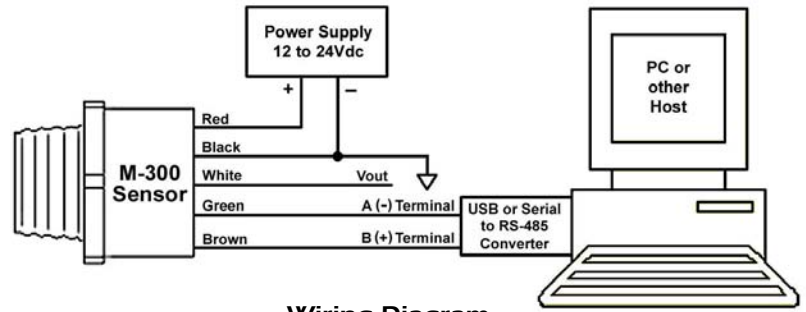 Power Supply
12 to 24Vdc
+ –
PC or
other
Host
M-300
Sensor
Red
Black
White Vout
Green A (-) Terminal
Brown B (+) Terminal
USB or Serial
to RS-485
Converter
Wiring Diagram